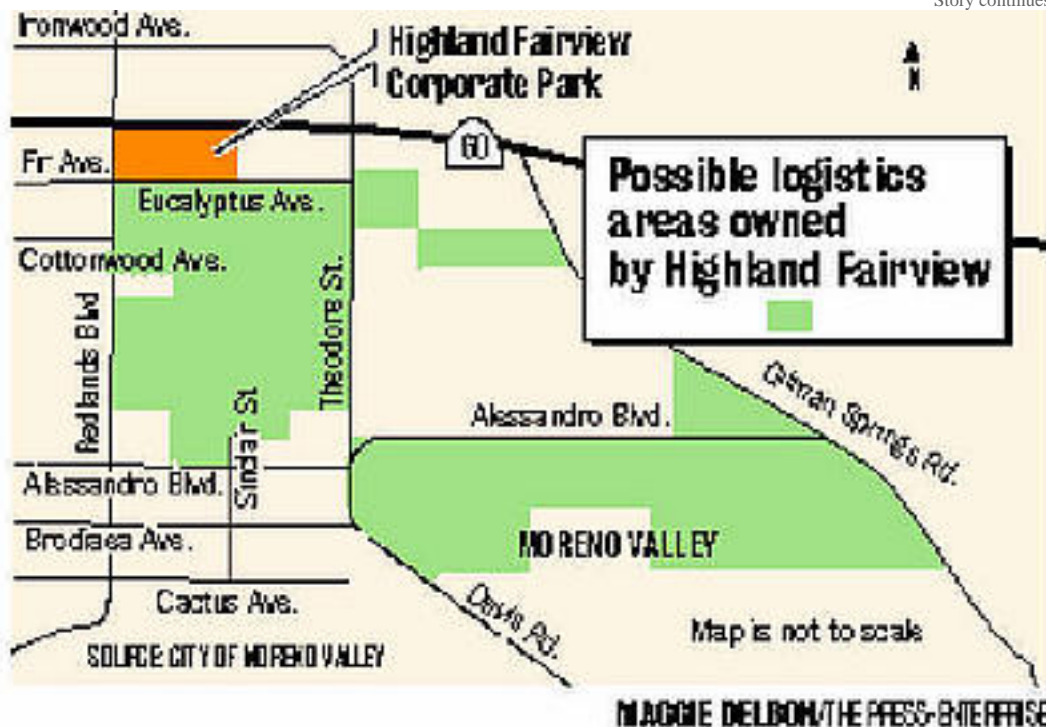 Story continues
Ironwood Ave.
Highland Fairview
Corporate Park
N
60
Fir Ave.
Possible logistics
areas owned
by Highland Fairview
Eucalyptus Ave.
Cottonwood Ave.
Redlands Blvd
Theodore St.
Sinclair St.
Alessandro Blvd.
Gilman Springs Rd.
Alessandro Blvd.
Brodiaea Ave.
MORENO VALLEY
Cactus Ave.
Davis Rd.
Map is not to scale
SOURCE: CITY OF MORENO VALLEY
MAGGIE DELBON/THE PRESS-ENTERPRISE